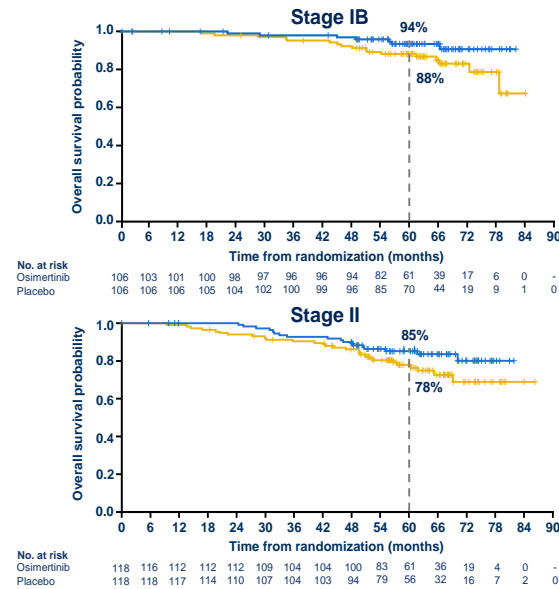 Stage IB
Overall survival probability
1.0
0.8
0.6
0.4
0.2
0.0
94%
88%
0 6 12 18 24 30 36 42 48 54 60 66 72 78 84 90
Time from randomization (months)
No. at risk
Osimertinib 106 103 101 100 98 97 96 96 94 82 61 39 17 6 0 -
Placebo 106 106 106 105 104 102 100 99 96 85 70 44 19 9 1 0
Stage II
Overall survival probability
1.0
0.8
0.6
0.4
0.2
0.0
85%
78%
0 6 12 18 24 30 36 42 48 54 60 66 72 78 84 90
Time from randomization (months)
No. at risk
Osimertinib 118 116 112 112 112 109 104 104 100 83 61 36 19 4 0 -
Placebo 118 118 117 114 110 107 104 103 94 79 56 32 16 7 2 0